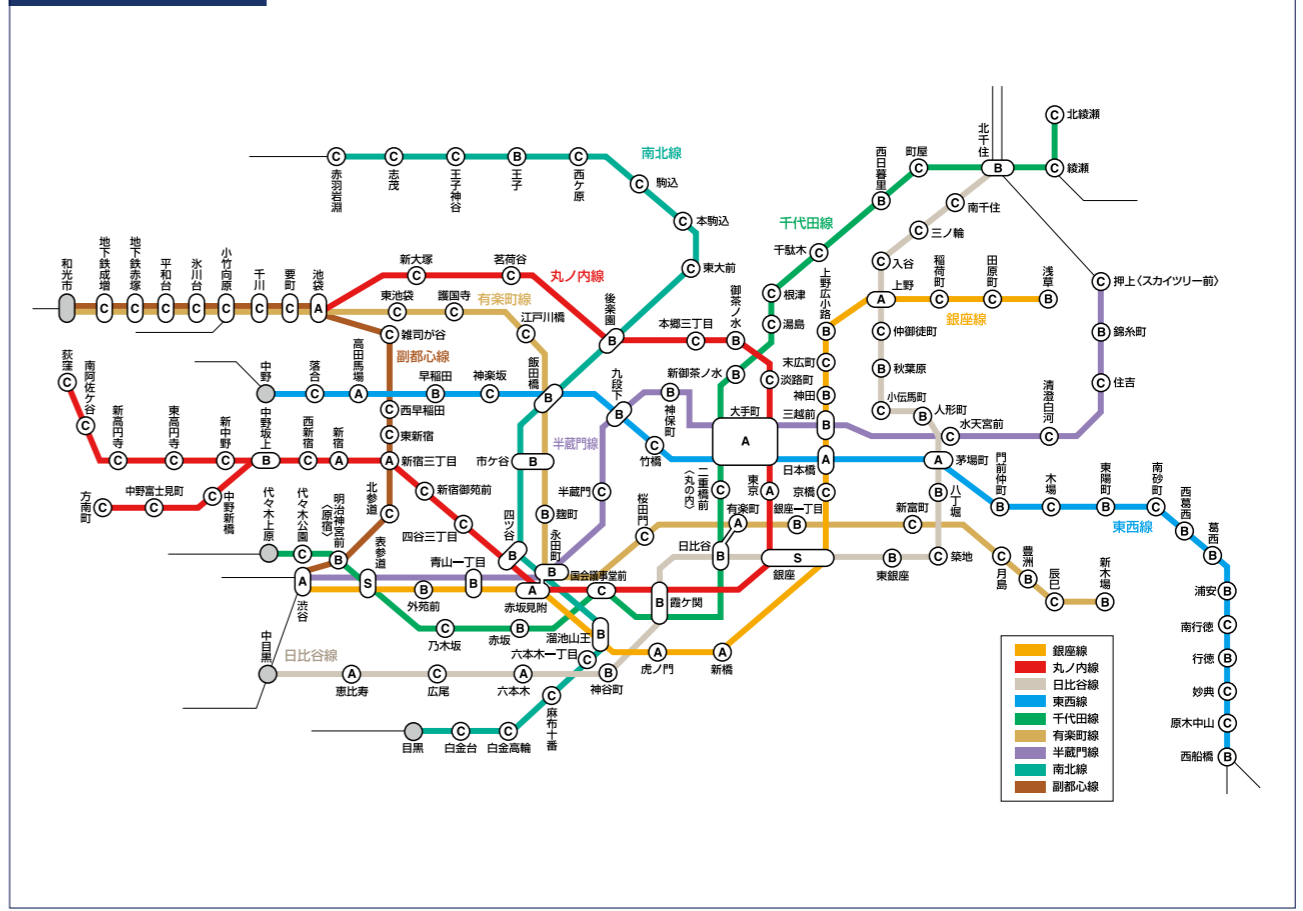 南北線
C
赤羽岩淵
C
志茂
C
王子神谷
B
王子
C
西ケ原
C
駒込
C
本駒込
C
東大前
千代田線
C
北綾瀬
C
綾瀬
B
北千住
C
町屋
B
西日暮里
C
千駄木
C
根津
C
湯島
B
新御茶ノ水
C
南千住
C
三ノ輪
C
入谷
A
上野
C
稲荷町
C
田原町
B
浅草
銀座線
C
押上〈スカイツリー前〉
B
錦糸町
C
住吉
C
清澄白河
C
水天宮前
C
仲御徒町
B
秋葉原
C
小伝馬町
B
人形町
B
上野広小路
C
末広町
B
神田
B
三越前
A
日本橋
C
京橋
和光市
C
地下鉄成増
C
地下鉄赤塚
C
平和台
C
氷川台
C
小竹向原
C
千川
C
要町
A
池袋
丸ノ内線
C
新大塚
C
茗荷谷
B
後楽園
C
本郷三丁目
B
御茶ノ水
C
淡路町
A
大手町
A
東京
有楽町線
C
東池袋
C
護国寺
C
江戸川橋
B
飯田橋
副都心線
C
雑司が谷
C
西早稲田
C
東新宿
A
新宿三丁目
C
北参道
B
明治神宮前〈原宿〉
中野
C
落合
A
高田馬場
B
早稲田
C
神楽坂
B
九段下
C
竹橋
B
神保町
半蔵門線
C
半蔵門
C
荻窪
C
南阿佐ケ谷
C
新高円寺
C
東高円寺
C
新中野
B
中野坂上
C
西新宿
A
新宿
C
方南町
C
中野富士見町
C
中野新橋
C
新宿御苑前
C
四谷三丁目
B
四ツ谷
B
市ケ谷
B
麹町
B
永田町
C
桜田門
A
有楽町
B
銀座一丁目
C
新富町
C
月島
B
豊洲
C
辰巳
B
新木場
A
茅場町
B
八丁堀
C
築地
B
東銀座
S
銀座
B
日比谷
C
二重橋前〈丸の内〉
B
門前仲町
C
木場
B
東陽町
C
南砂町
B
西葛西
B
葛西
東西線
B
浦安
C
南行徳
B
行徳
C
妙典
C
原木中山
B
西船橋
代々木上原
C
代々木公園
S
表参道
A
渋谷
B
外苑前
B
青山一丁目
A
赤坂見附
C
国会議事堂前
B
霞ケ関
C
乃木坂
B
赤坂
B
溜池山王
C
六本木一丁目
A
虎ノ門
A
新橋
中目黒
日比谷線
A
恵比寿
C
広尾
A
六本木
B
神谷町
C
麻布十番
目黒
C
白金台
C
白金高輪
銀座線
丸ノ内線
日比谷線
東西線
千代田線
有楽町線
半蔵門線
南北線
副都心線